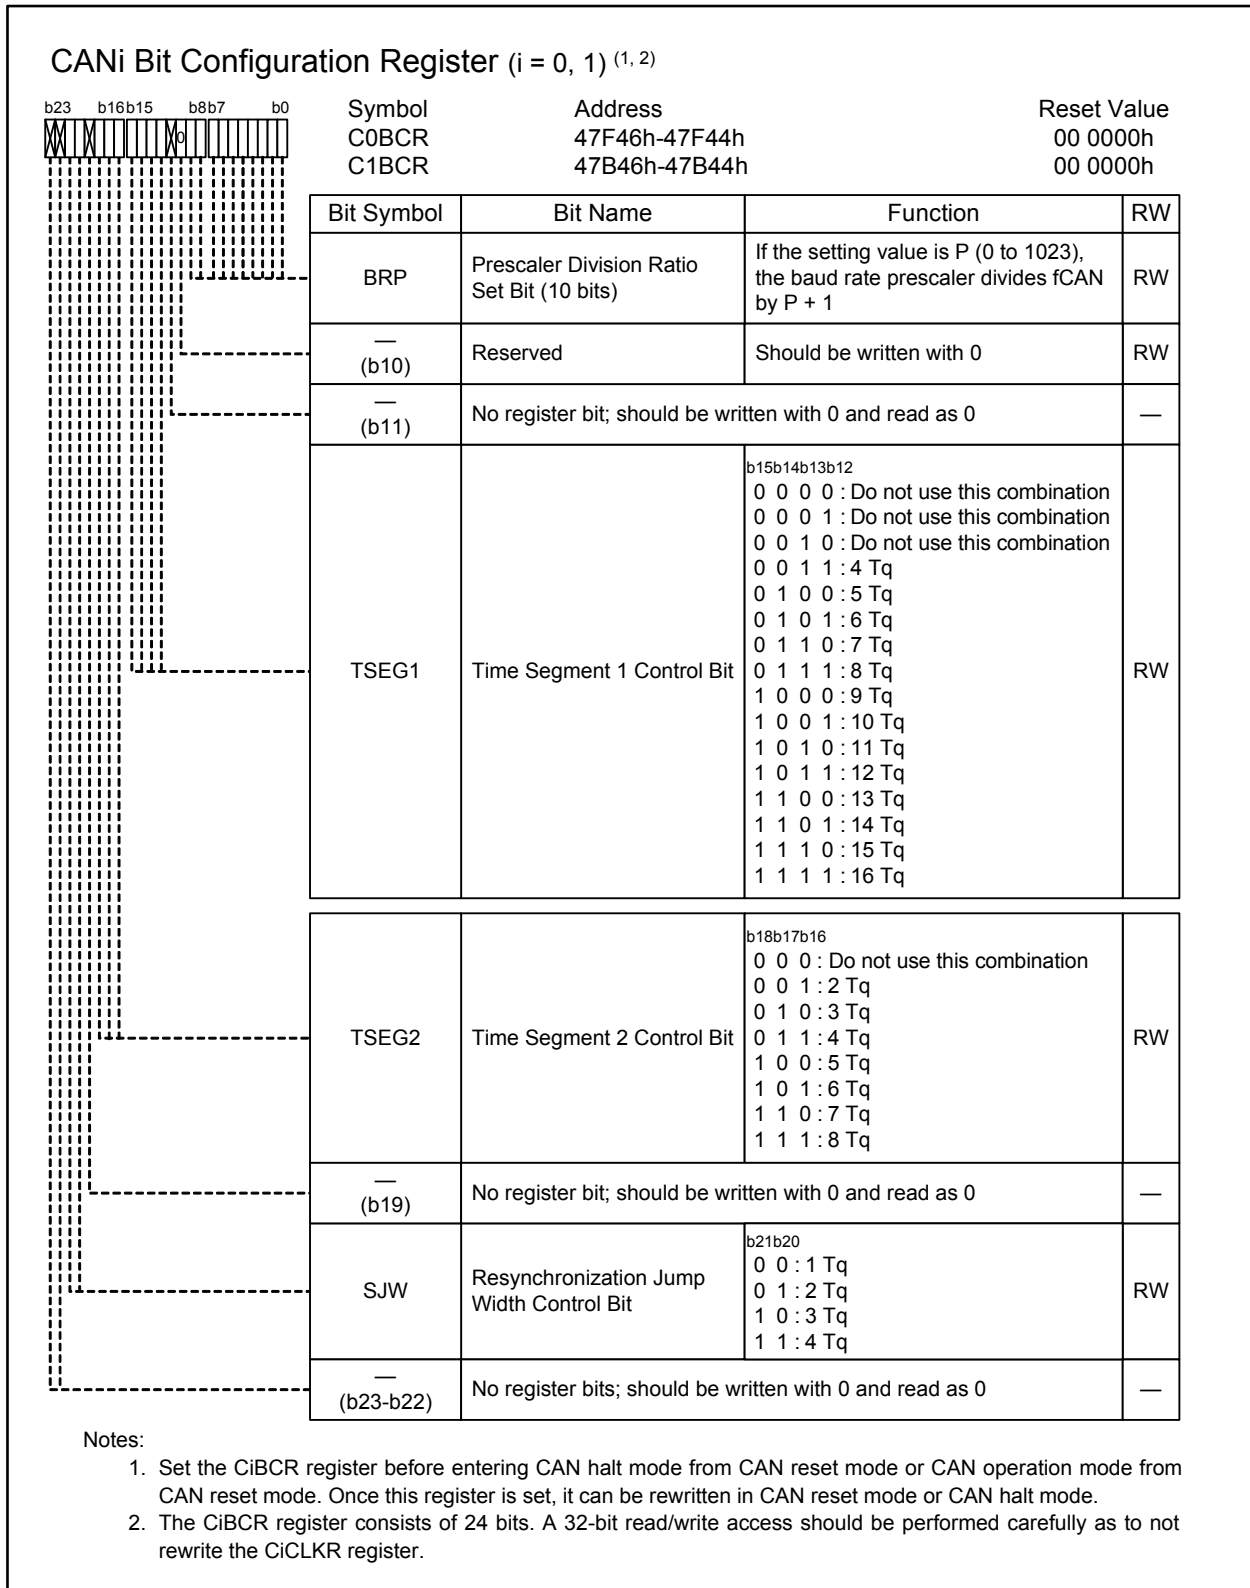 CANi Bit Configuration Register (i = 0, 1) (1, 2)
b23 b16 b15 b8 b7 b0
0
Symbol Address Reset Value
C0BCR 47F46h-47F44h 00 0000h
C1BCR 47B46h-47B44h 00 0000h
Bit Symbol Bit Name Function RW
BRP
Prescaler Division Ratio
Set Bit (10 bits)
If the setting value is P (0 to 1023),
the baud rate prescaler divides fCAN
by P + 1
RW
—
(b10)
Reserved
Should be written with 0
RW
—
(b11)
No register bit; should be written with 0 and read as 0
—
TSEG1
Time Segment 1 Control Bit
b15b14b13b12
0 0 0 0 : Do not use this combination
0 0 0 1 : Do not use this combination
0 0 1 0 : Do not use this combination
0 0 1 1 : 4 Tq
0 1 0 0 : 5 Tq
0 1 0 1 : 6 Tq
0 1 1 0 : 7 Tq
0 1 1 1 : 8 Tq
1 0 0 0 : 9 Tq
1 0 0 1 : 10 Tq
1 0 1 0 : 11 Tq
1 0 1 1 : 12 Tq
1 1 0 0 : 13 Tq
1 1 0 1 : 14 Tq
1 1 1 0 : 15 Tq
1 1 1 1 : 16 Tq
RW
TSEG2
Time Segment 2 Control Bit
b18b17b16
0 0 0 : Do not use this combination
0 0 1 : 2 Tq
0 1 0 : 3 Tq
0 1 1 : 4 Tq
1 0 0 : 5 Tq
1 0 1 : 6 Tq
1 1 0 : 7 Tq
1 1 1 : 8 Tq
RW
—
(b19)
No register bit; should be written with 0 and read as 0
—
SJW
Resynchronization Jump
Width Control Bit
b21b20
0 0 : 1 Tq
0 1 : 2 Tq
1 0 : 3 Tq
1 1 : 4 Tq
RW
—
(b23-b22)
No register bits; should be written with 0 and read as 0
—
Notes:
1. Set the CiBCR register before entering CAN halt mode from CAN reset mode or CAN operation mode from
CAN reset mode. Once this register is set, it can be rewritten in CAN reset mode or CAN halt mode.
2. The CiBCR register consists of 24 bits. A 32-bit read/write access should be performed carefully as to not
rewrite the CiCLKR register.